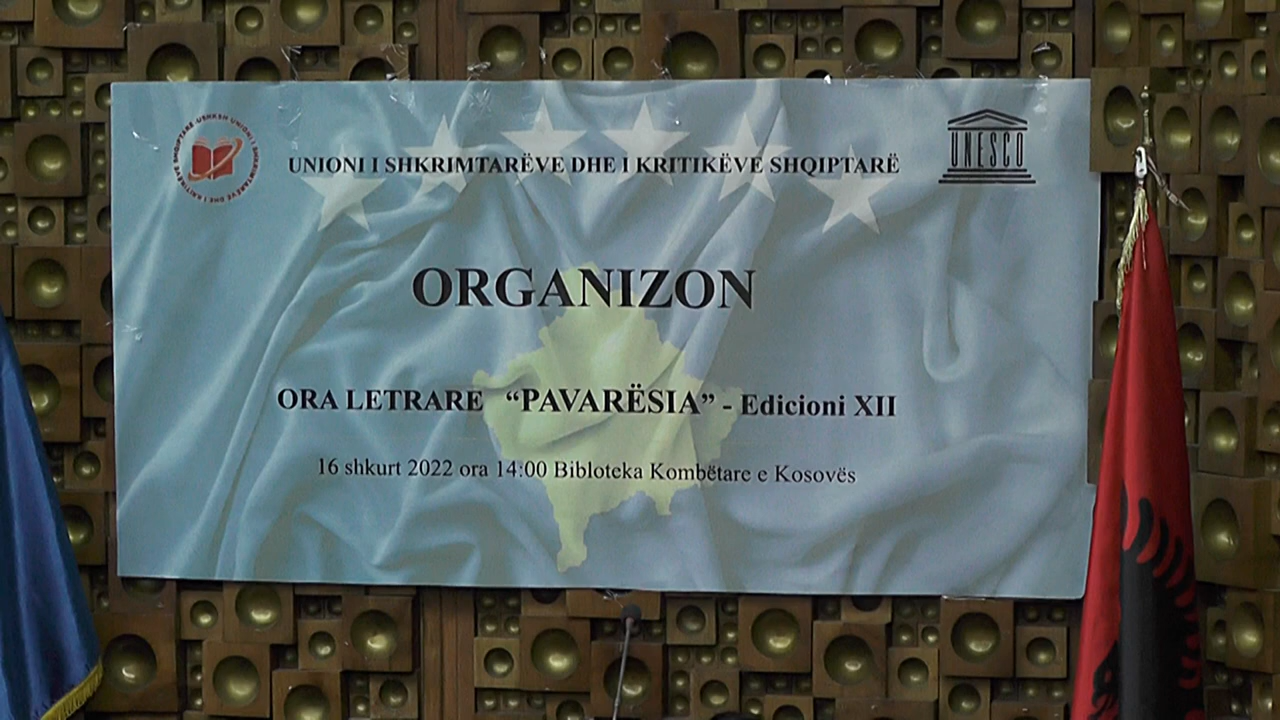 UNIONI I SHKRIMTARËVE DHE I KRITIKËVE SHQIPTARË
UNESCO
ORGANIZON
ORA LETRARE "PAVARËSIA" - Edicioni XII
16 shkurt 2022 ora 14:00 Bibloteka Kombëtare e Kosovës